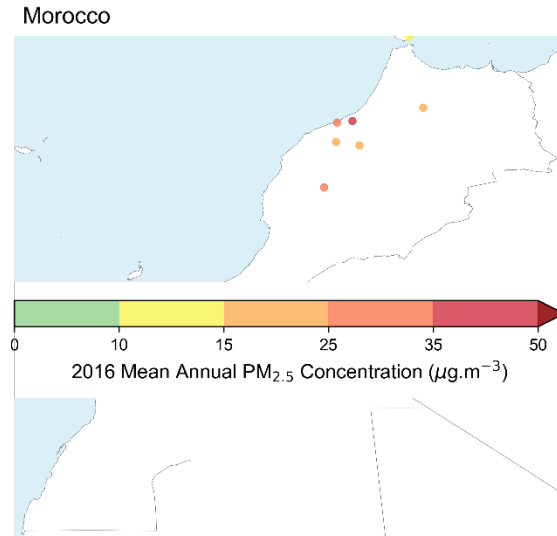 Morocco
0 10 15 25 35 50
2016 Mean Annual PM₂.₅ Concentration (μg.m⁻³)